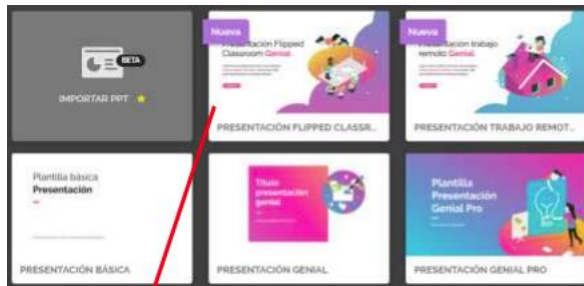 BETA
IMPORTAR PPT
Nueva
Presentación Flipped
Classroom Genial
PRESENTACIÓN FLIPPED CLASSR...
Nueva
Presentación trabajo
remoto Genial
PRESENTACIÓN TRABAJO REMOT...
Plantilla básica
Presentación
PRESENTACIÓN BÁSICA
Título
presentación
genial
PRESENTACIÓN GENIAL
Plantilla
Presentación
Genial Pro
PRESENTACIÓN GENIAL PRO